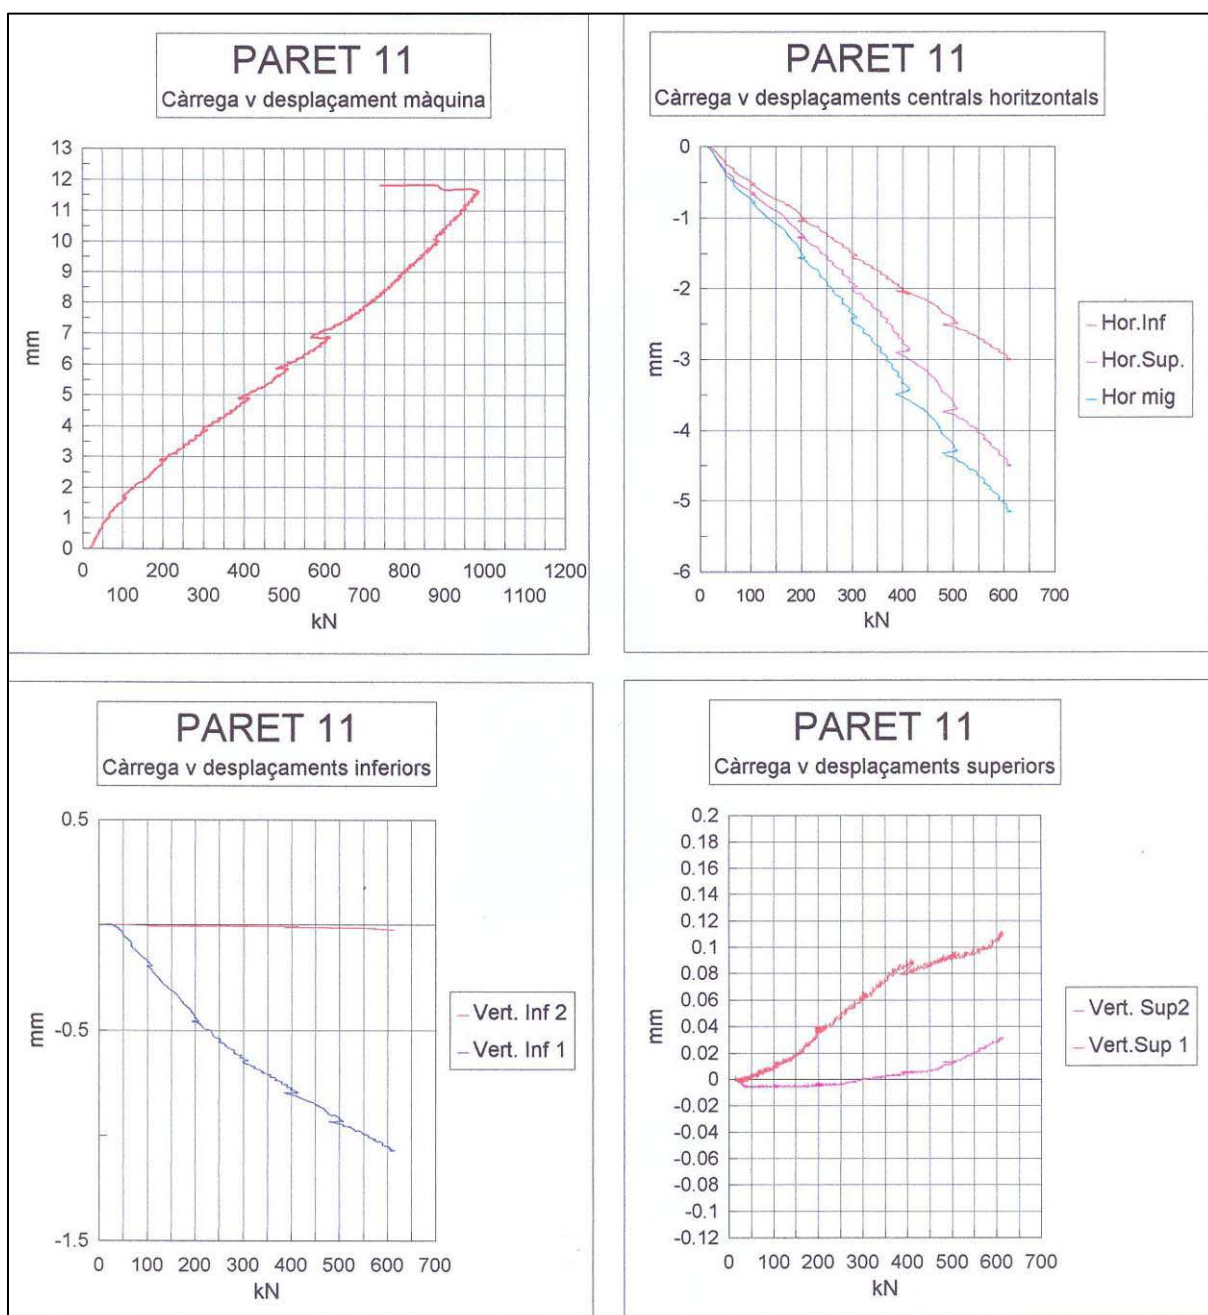 PARET 11
Càrrega v desplaçament màquina
13
12
11
10
9
8
7
6
5
4
3
2
1
0
mm
0 200 400 600 800 1000 1200
100 300 500 700 900 1100
kN
PARET 11
Càrrega v desplaçaments centrals horitzontals
0
-1
-2
-3
-4
-5
-6
mm
Hor.Inf
Hor.Sup.
Hor mig
0 100 200 300 400 500 600 700
kN
PARET 11
Càrrega v desplaçaments inferiors
0.5
-0.5
-1.5
mm
Vert. Inf 2
Vert. Inf 1
0 100 200 300 400 500 600 700
kN
PARET 11
Càrrega v desplaçaments superiors
0.2
0.18
0.16
0.14
0.12
0.1
0.08
0.06
0.04
0.02
0
-0.02
-0.04
-0.06
-0.08
-0.1
-0.12
mm
Vert. Sup2
Vert.Sup 1
0 100 200 300 400 500 600 700
kN